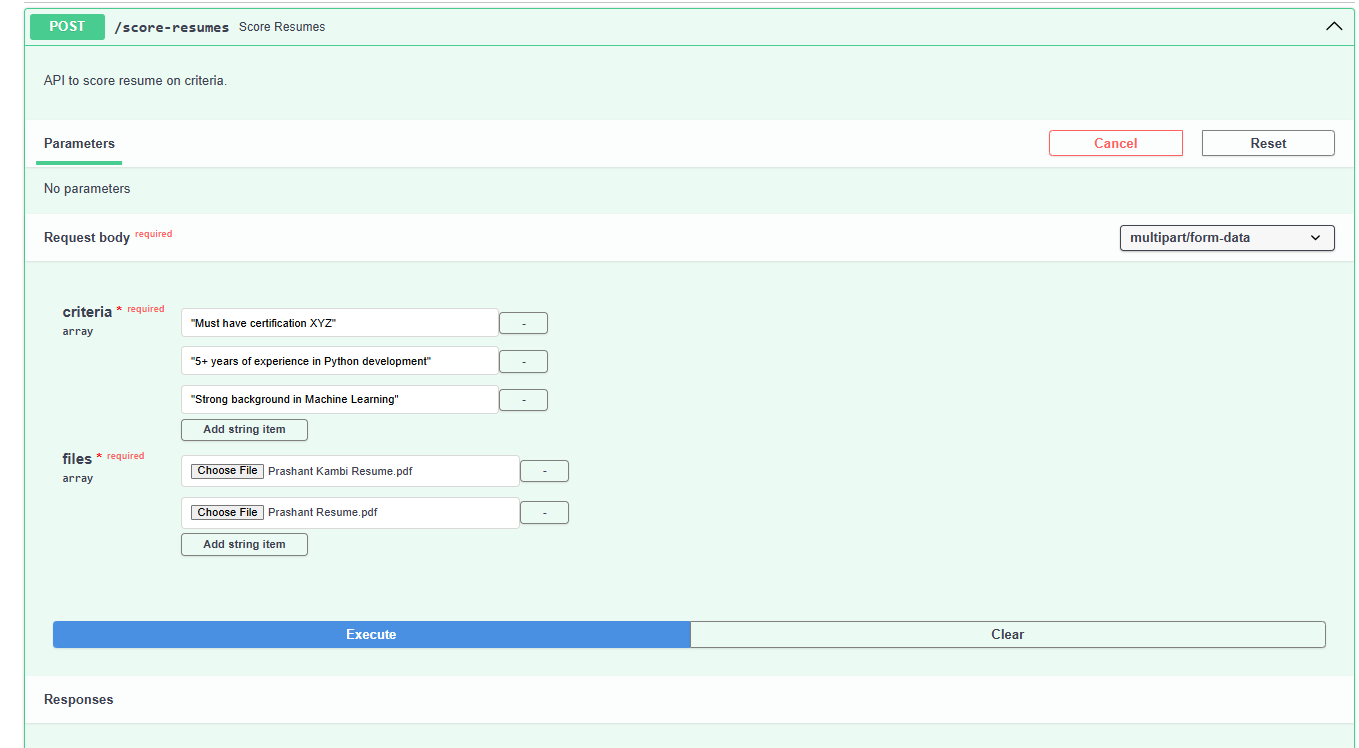 POST /score-resumes Score Resumes
API to score resume on criteria.
Parameters
Cancel
Reset
No parameters
Request body required
multipart/form-data
criteria * required
array
"Must have certification XYZ"
-
"5+ years of experience in Python development"
-
"Strong background in Machine Learning"
-
Add string item
files * required
array
Choose File Prashant Kambi Resume.pdf
-
Choose File Prashant Resume.pdf
-
Add string item
Execute
Clear
Responses